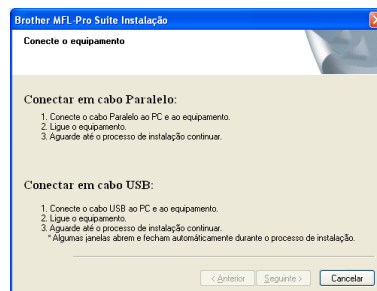 Brother MFL-Pro Suite Instalação
Conecte o equipamento
Conectar em cabo Paralelo:
1. Conecte o cabo Paralelo ao PC e ao equipamento.
2. Ligue o equipamento.
3. Aguarde até o processo de instalação continuar.
Conectar em cabo USB:
1. Conecte o cabo USB ao PC e ao equipamento.
2. Ligue o equipamento.
3. Aguarde até o processo de instalação continuar.
* Algumas janelas abrem e fecham automáticamente durante o processo de instalação.
< Anterior Seguinte > Cancelar